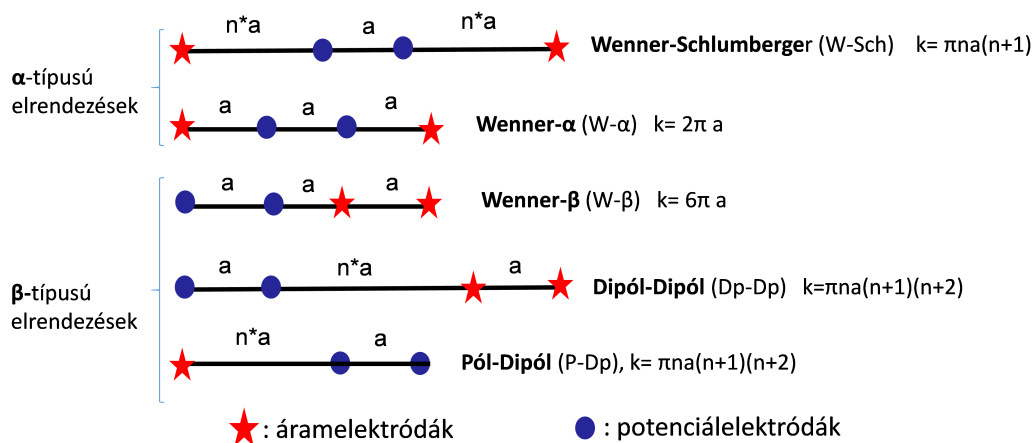 n*a a n*a
Wenner-Schlumberger (W-Sch) k= πna(n+1)
α-típusú
elrendezések
a a a
Wenner-α (W-α) k= 2π a
a a a
Wenner-β (W-β) k= 6π a
β-típusú
elrendezések
a n*a a
Dipól-Dipól (Dp-Dp) k=πna(n+1)(n+2)
n*a a
Pól-Dipól (P-Dp), k= πna(n+1)(n+2)
: áramelektródák : potenciálelektródák